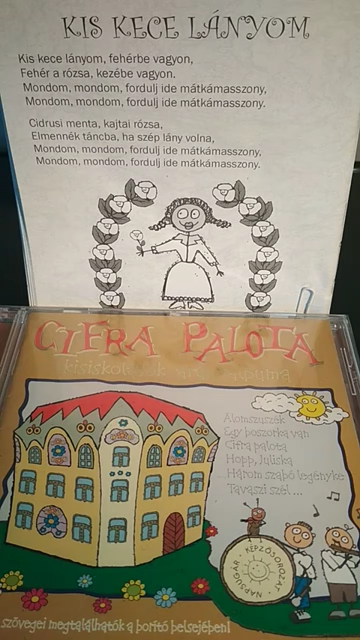 KIS KECE LÁNYOM
Kis kece lányom, fehérbe vagyon,
Fehér a rózsa, kezébe vagyon.
Mondom, mondom, fordulj ide mátkámasszony,
Mondom, mondom, fordulj ide mátkámasszony.
Cidrusi menta, kajtai rózsa,
Elmennék táncba, ha szép lány volna,
Mondom, mondom, fordulj ide mátkámasszony,
Mondom, mondom, fordulj ide mátkámasszony.
CIFRA PALOTA
Alomszuszék
Egy boszorka van
Cifra palota
Hopp, Juliska
Három szabó legényke
Tavaszi szél ...
NAPSUGÁR - KÉPZŐSOROZAT
szövegei megtalálhatók a borító belsejében!